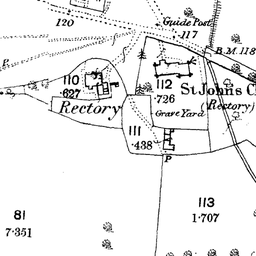 120
Guide Post
117
B.M. 118
P.
110
.627
112
.726
St Johns C
(Rectory)
Rectory
Grave Yard
111
.438
P
81
7.351
113
1.707